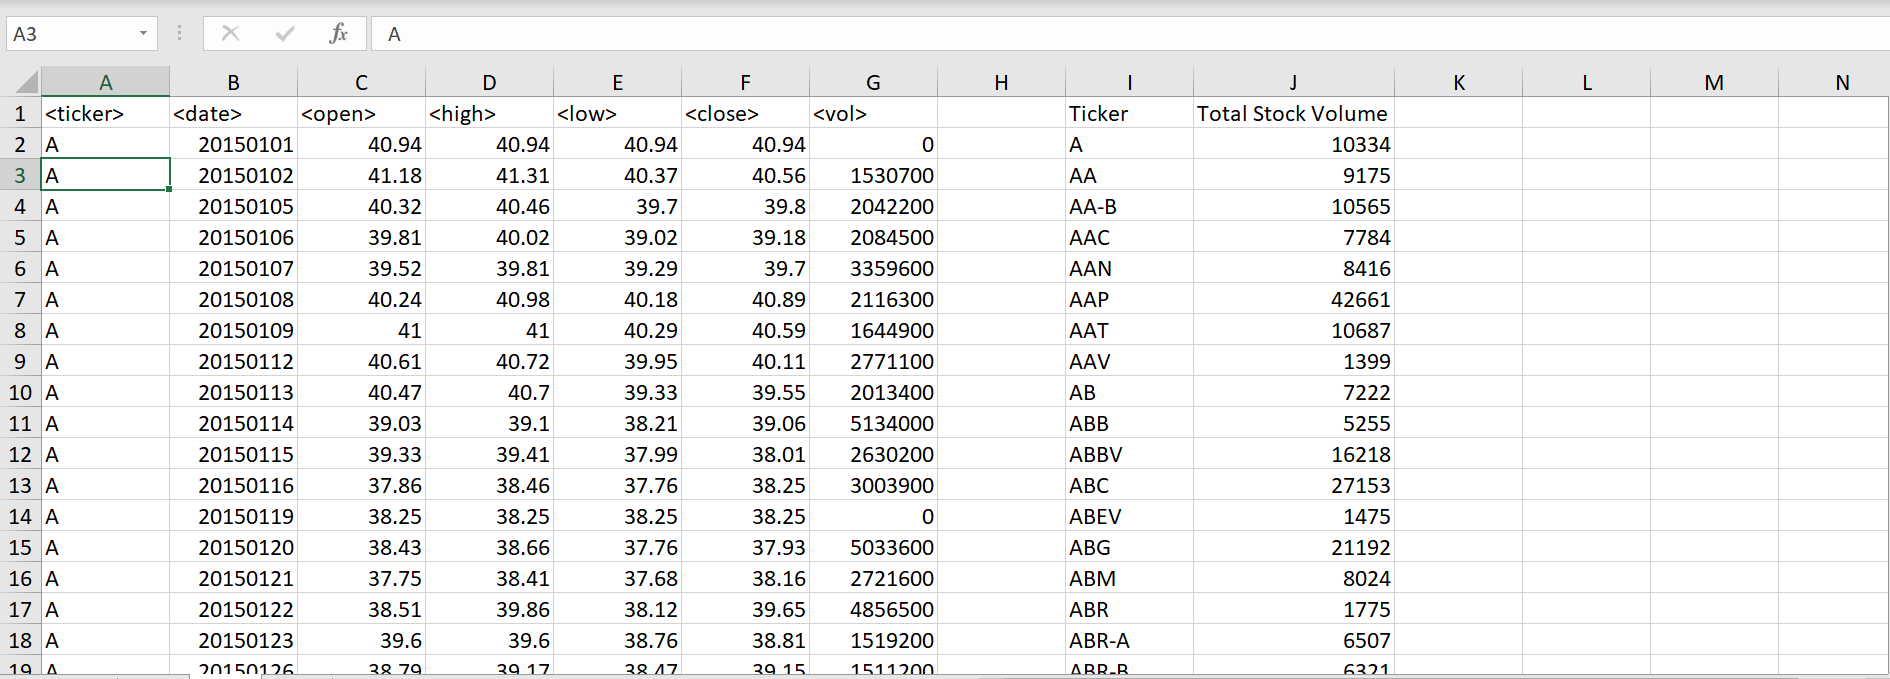 A3 fx A
A B C D E F G H I J K L M N
1 <ticker> <date> <open> <high> <low> <close> <vol> Ticker Total Stock Volume
2 A 20150101 40.94 40.94 40.94 40.94 0 A 10334
3 A 20150102 41.18 41.31 40.37 40.56 1530700 AA 9175
4 A 20150105 40.32 40.46 39.7 39.8 2042200 AA-B 10565
5 A 20150106 39.81 40.02 39.02 39.18 2084500 AAC 7784
6 A 20150107 39.52 39.81 39.29 39.7 3359600 AAN 8416
7 A 20150108 40.24 40.98 40.18 40.89 2116300 AAP 42661
8 A 20150109 41 41 40.29 40.59 1644900 AAT 10687
9 A 20150112 40.61 40.72 39.95 40.11 2771100 AAV 1399
10 A 20150113 40.47 40.7 39.33 39.55 2013400 AB 7222
11 A 20150114 39.03 39.1 38.21 39.06 5134000 ABB 5255
12 A 20150115 39.33 39.41 37.99 38.01 2630200 ABBV 16218
13 A 20150116 37.86 38.46 37.76 38.25 3003900 ABC 27153
14 A 20150119 38.25 38.25 38.25 38.25 0 ABEV 1475
15 A 20150120 38.43 38.66 37.76 37.93 5033600 ABG 21192
16 A 20150121 37.75 38.41 37.68 38.16 2721600 ABM 8024
17 A 20150122 38.51 39.86 38.12 39.65 4856500 ABR 1775
18 A 20150123 39.6 39.6 38.76 38.81 1519200 ABR-A 6507
19 A 20150126 38.79 39.17 38.47 39.15 1511200 ABR-B 6321